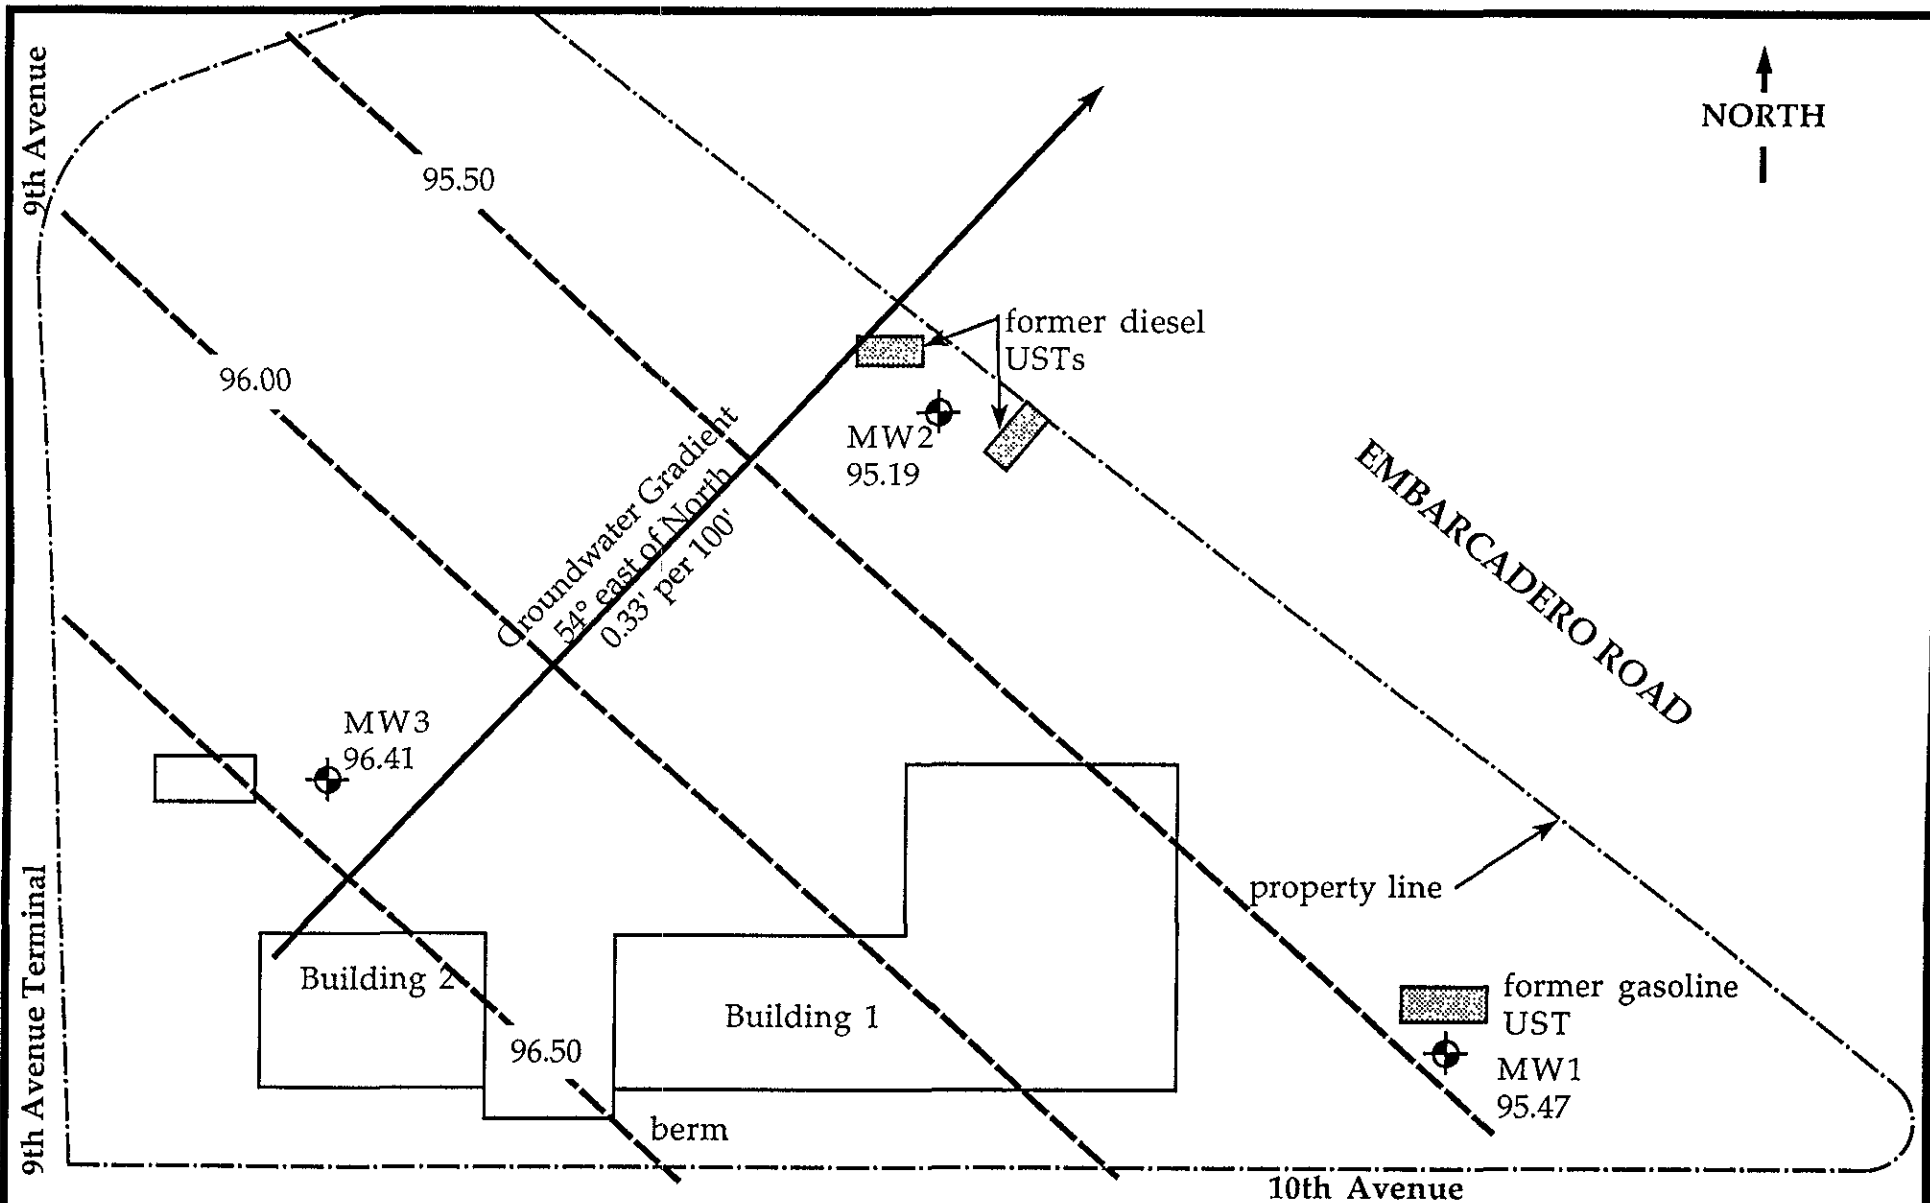 9th Avenue
NORTH
95.50
former diesel
USTs
96.00
MW2
95.19
Groundwater Gradient
54° east of North
0.33' per 100'
EMBARCADERO ROAD
MW3
96.41
property line
9th Avenue Terminal
Building 2
Building 1
former gasoline
UST
96.50
MW1
95.47
berm
10th Avenue